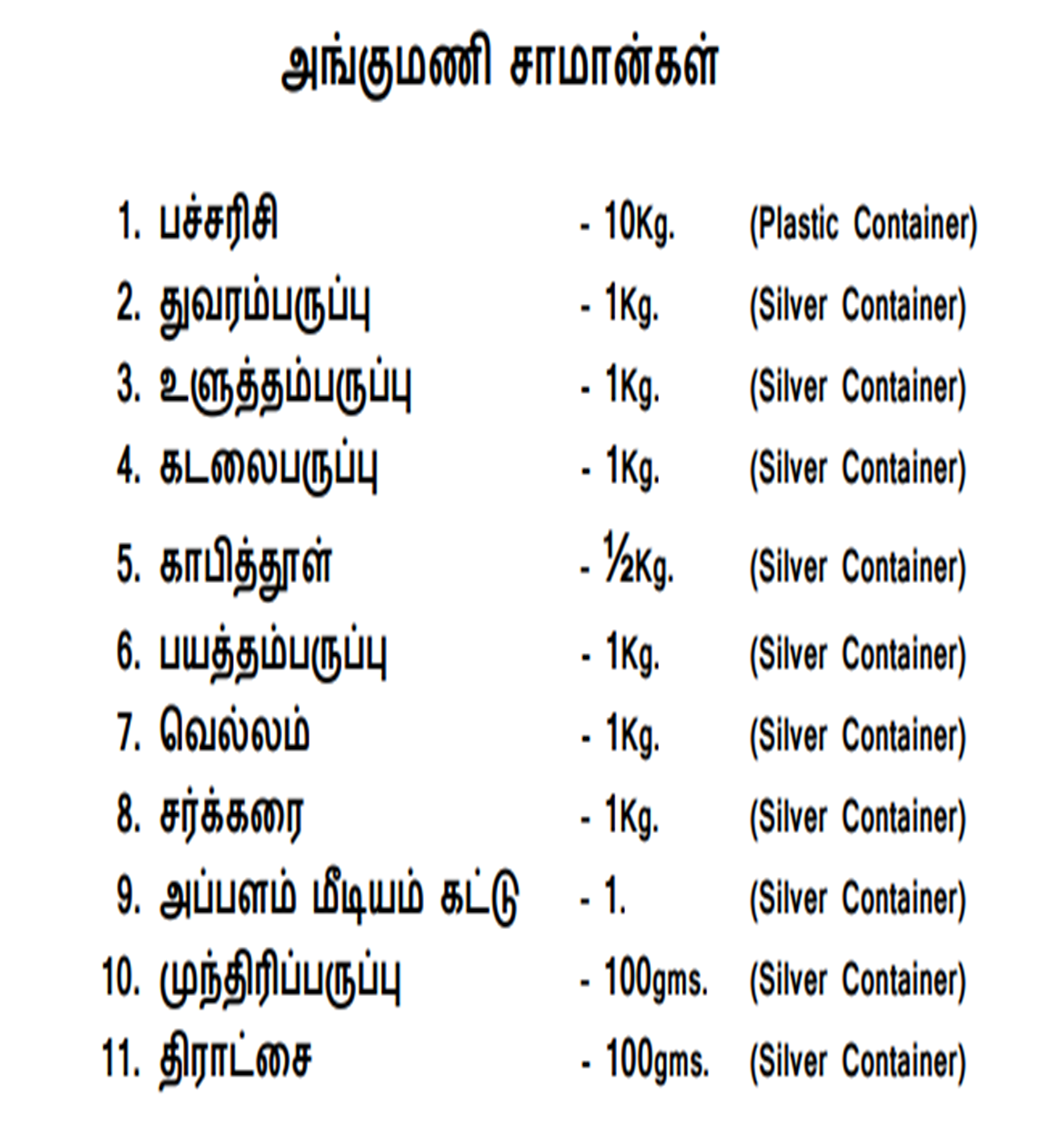 அங்குமணி சாமான்கள்
1. பச்சரிசி - 10Kg. (Plastic Container)
2. துவரம்பருப்பு - 1Kg. (Silver Container)
3. உளுத்தம்பருப்பு - 1Kg. (Silver Container)
4. கடலைபருப்பு - 1Kg. (Silver Container)
5. காபித்தூள் - ½Kg. (Silver Container)
6. பயத்தம்பருப்பு - 1Kg. (Silver Container)
7. வெல்லம் - 1Kg. (Silver Container)
8. சர்க்கரை - 1Kg. (Silver Container)
9. அப்பளம் மீடியம் கட்டு - 1. (Silver Container)
10. முந்திரிப்பருப்பு - 100gms. (Silver Container)
11. திராட்சை - 100gms. (Silver Container)